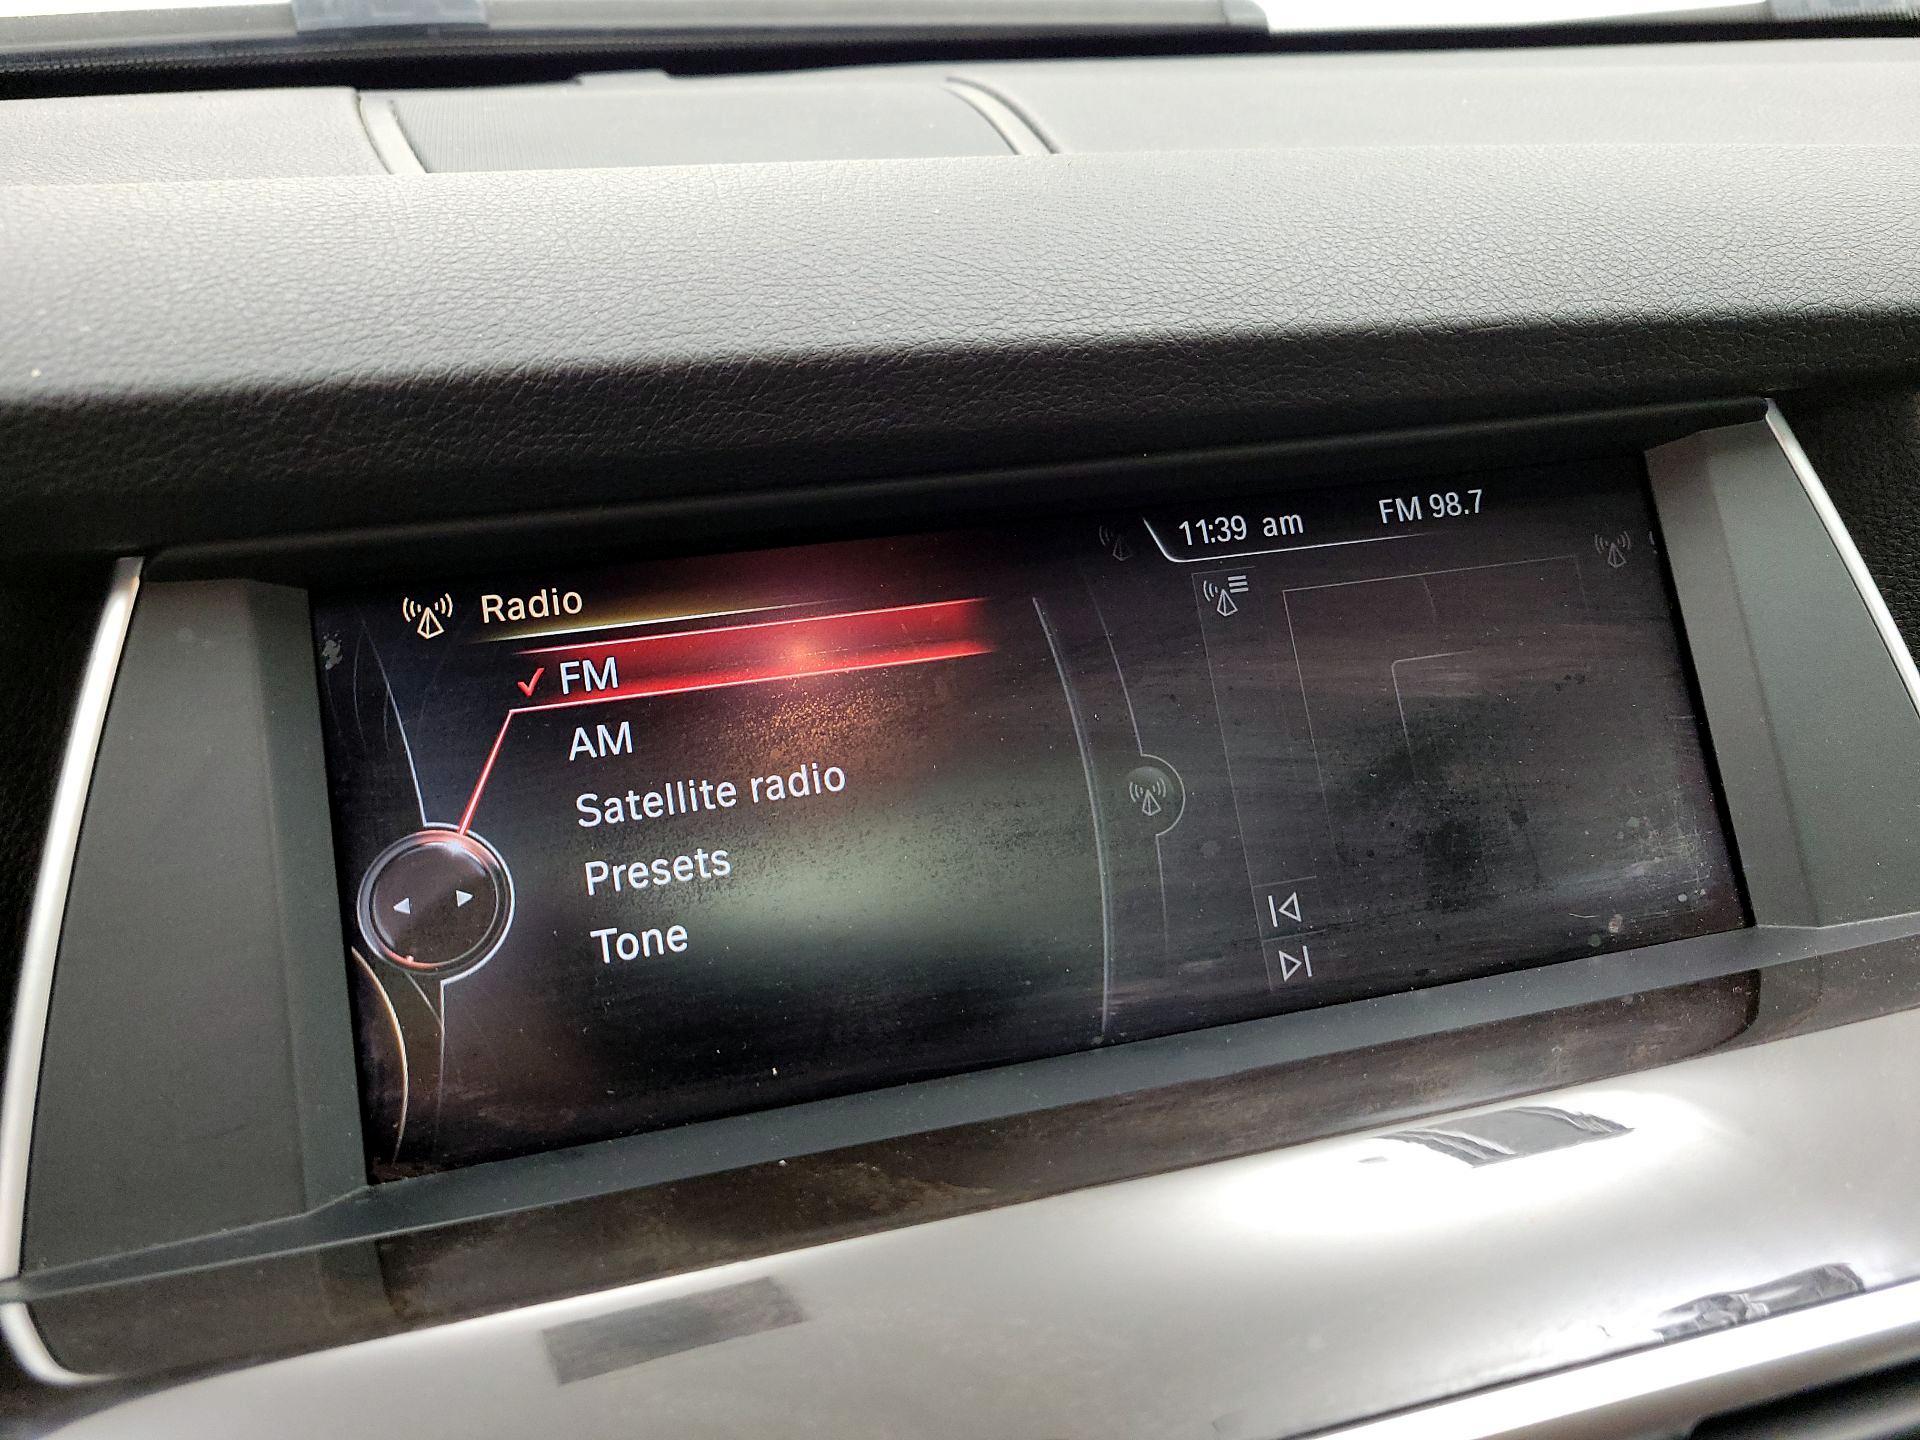 11:39 am FM 98.7
Radio
FM
AM
Satellite radio
Presets
Tone